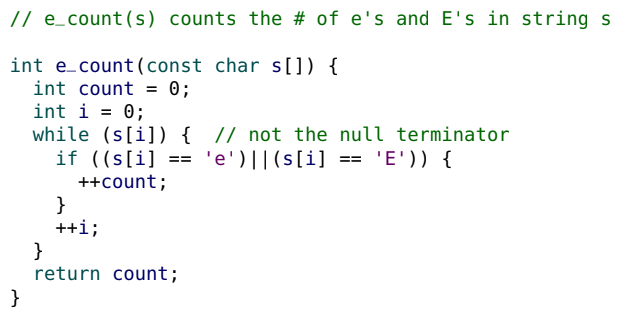 // e_count(s) counts the # of e's and E's in string s

int e_count(const char s[]) {
  int count = 0;
  int i = 0;
  while (s[i]) {  // not the null terminator
    if ((s[i] == 'e')||(s[i] == 'E')) {
      ++count;
    }
    ++i;
  }
  return count;
}